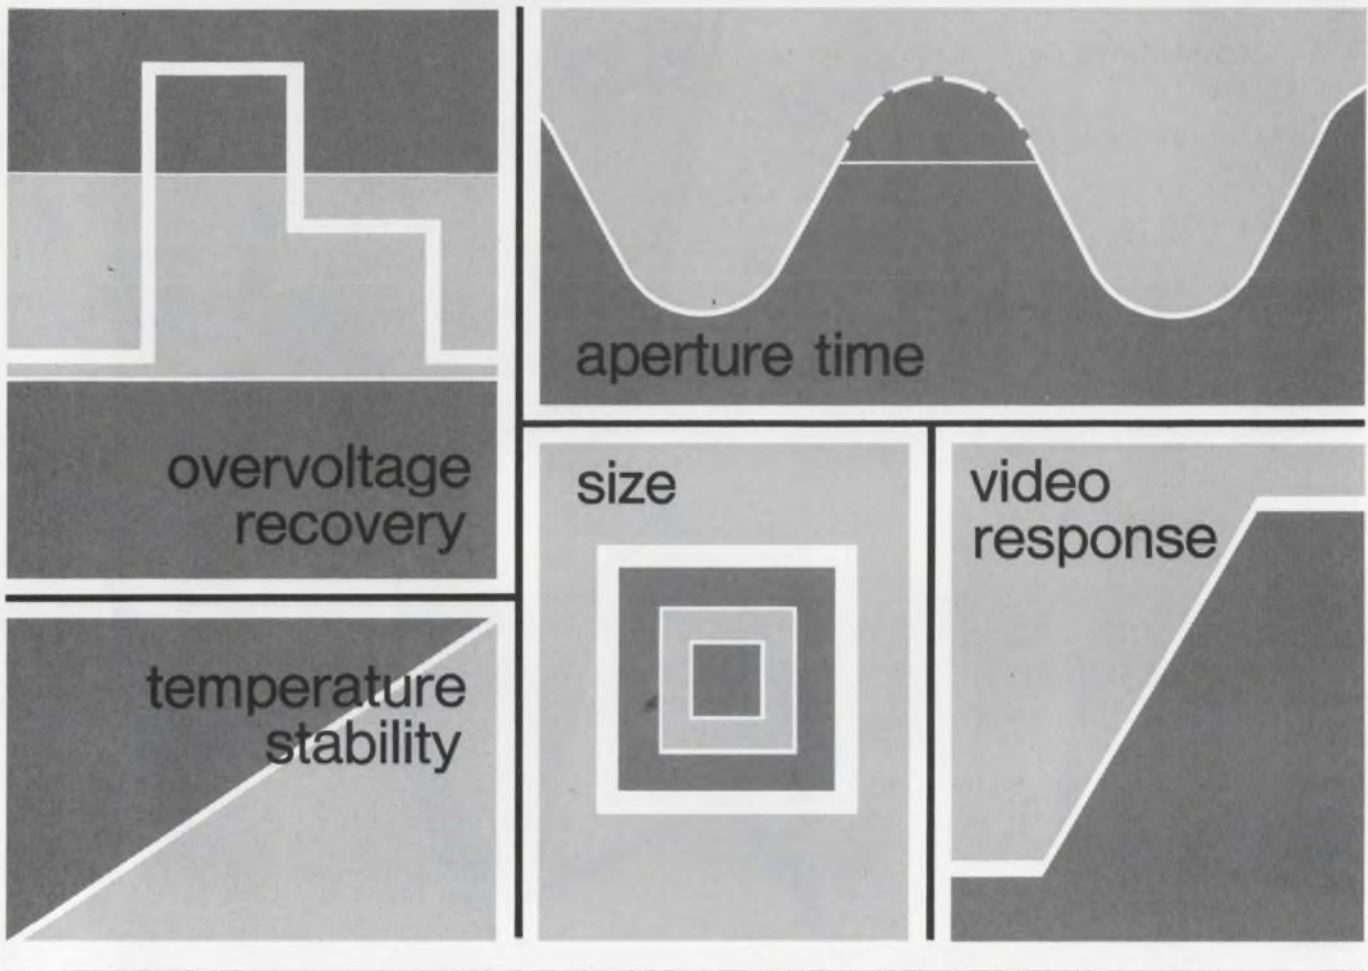 overvoltage
recovery
aperture time
temperature
stability
size
video
response